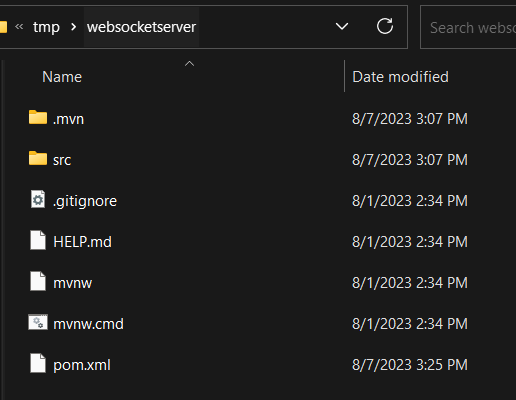 « tmp > websocketserver Search webso
Name Date modified
.mvn 8/7/2023 3:07 PM
src 8/7/2023 3:07 PM
.gitignore 8/1/2023 2:34 PM
HELP.md 8/1/2023 2:34 PM
mvnw 8/1/2023 2:34 PM
mvnw.cmd 8/1/2023 2:34 PM
pom.xml 8/7/2023 3:25 PM